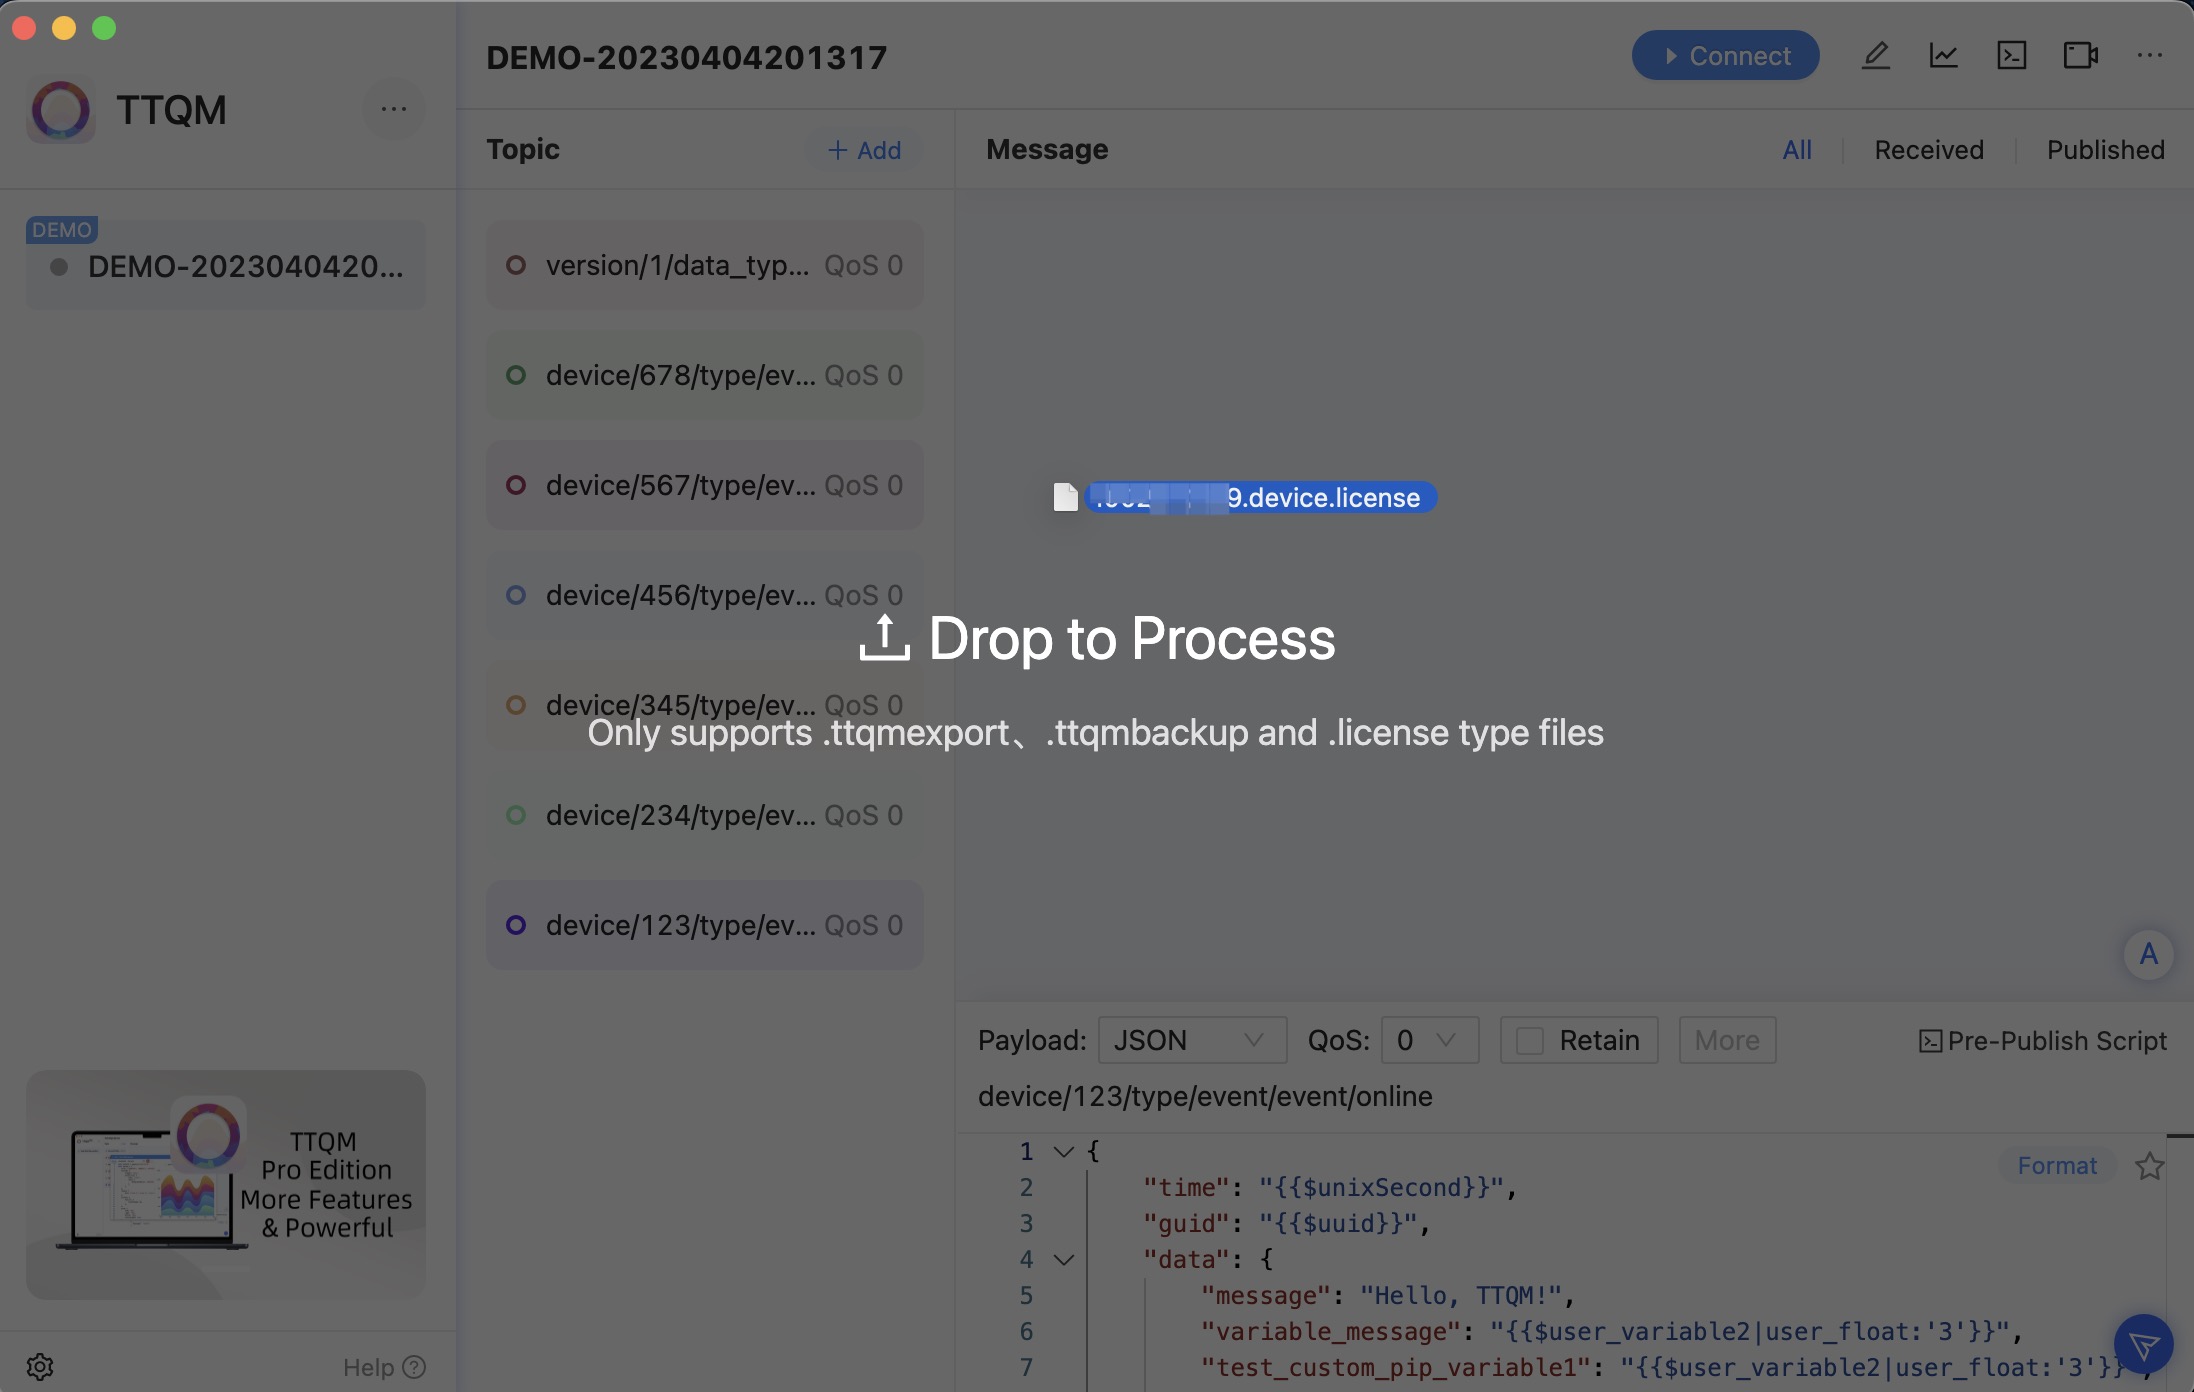 TTQM
DEMO
DEMO-2023040420...
TTQM
Pro Edition
More Features
& Powerful
Help
DEMO-20230404201317
Connect
Topic
+ Add
version/1/data_typ... QoS 0
device/678/type/ev... QoS 0
device/567/type/ev... QoS 0
device/456/type/ev... QoS 0
device/345/type/ev... QoS 0
device/234/type/ev... QoS 0
device/123/type/ev... QoS 0
Message
All
Received
Published
9.device.license
Drop to Process
Only supports .ttqmexport、.ttqmbackup and .license type files
A
Payload: JSON QoS: 0 Retain More Pre-Publish Script
device/123/type/event/event/online
Format
1 {
2 "time": "{{$unixSecond}}",
3 "guid": "{{$uuid}}",
4 "data": {
5 "message": "Hello, TTQM!",
6 "variable_message": "{{$user_variable2|user_float:'3'}}",
7 "test_custom_pip_variable1": "{{$user_variable2|user_float:'3'}}